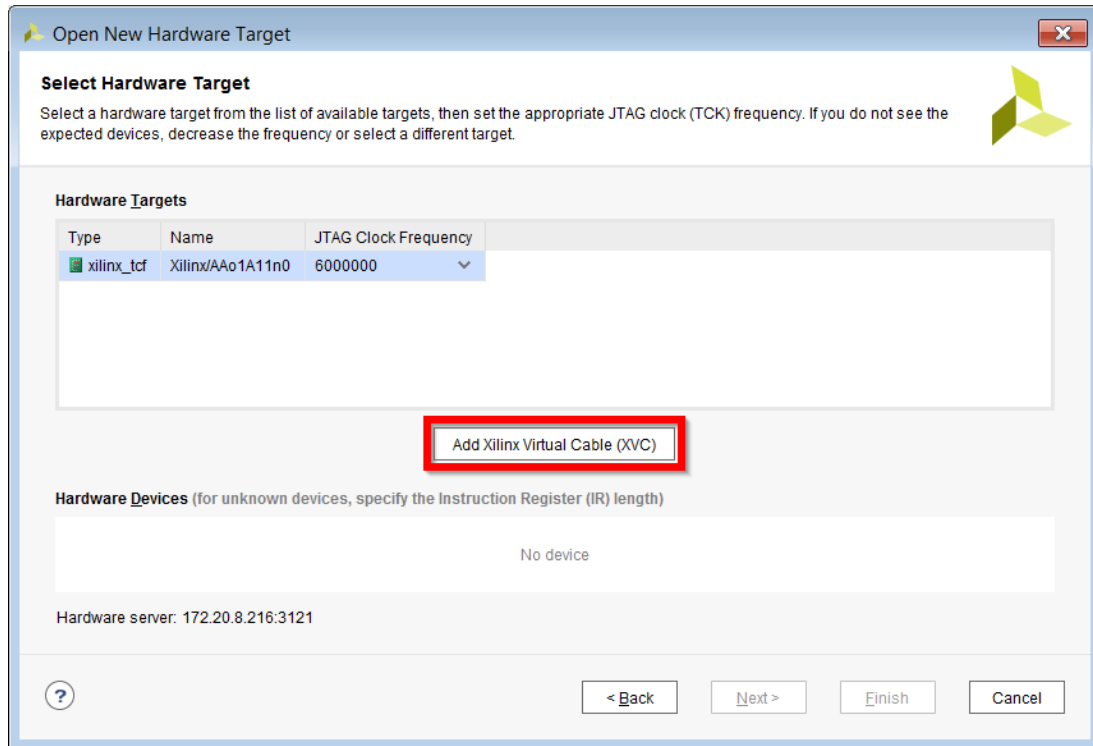 Open New Hardware Target
Select Hardware Target
Select a hardware target from the list of available targets, then set the appropriate JTAG clock (TCK) frequency. If you do not see the
expected devices, decrease the frequency or select a different target.
Hardware Targets
Type Name JTAG Clock Frequency
xilinx_tcf Xilinx/AAo1A11n0 6000000
Add Xilinx Virtual Cable (XVC)
Hardware Devices (for unknown devices, specify the Instruction Register (IR) length)
No device
Hardware server: 172.20.8.216:3121
? < Back Next > Finish Cancel